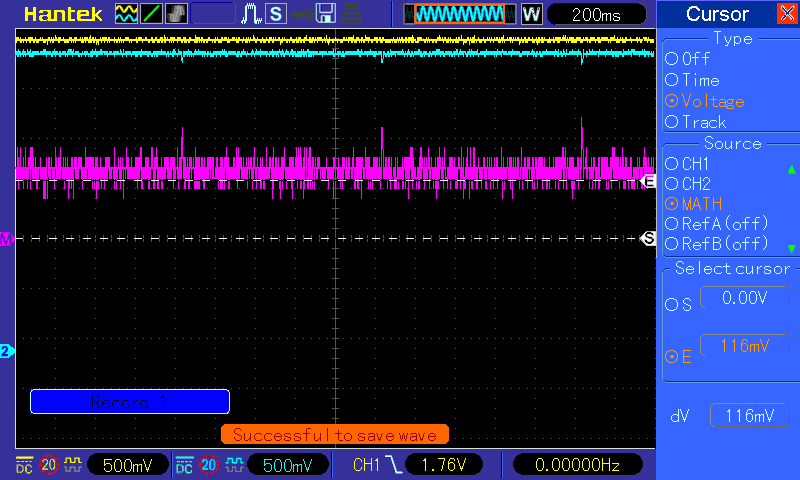 Hantek S W 200ms Cursor
Type
Off
Time
Voltage
Track
Source
CH1
CH2
MATH
RefA(off)
RefB(off)
Select cursor
S 0.00V
E 116mV
dV 116mV
E
M S
2
Record 1
Successful to save wave
DC 20 500mV DC 20 500mV CH1 1.76V 0.00000Hz